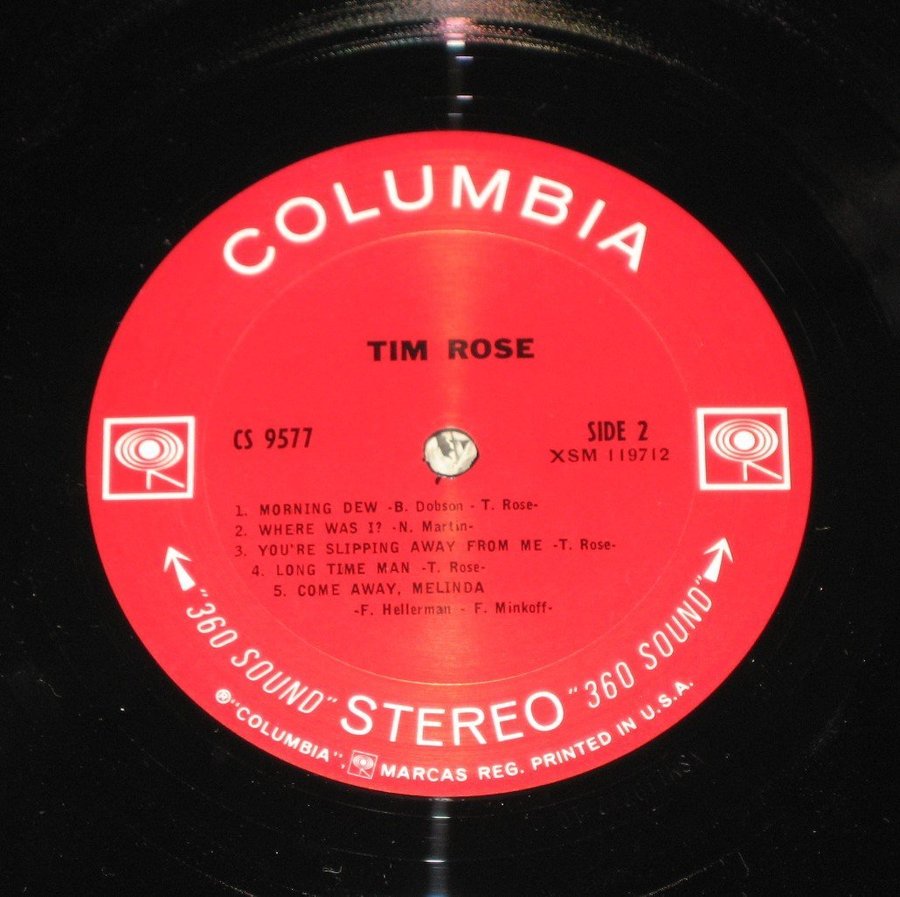 COLUMBIA
TIM ROSE
CS 9577
SIDE 2
XSM 119712
1. MORNING DEW -B. Dobson - T. Rose-
2. WHERE WAS I? -N. Martin-
3. YOU'RE SLIPPING AWAY FROM ME -T. Rose-
4. LONG TIME MAN -T. Rose-
5. COME AWAY, MELINDA
-F. Hellerman - F. Minkoff-
"360 SOUND" STEREO "360 SOUND"
®"COLUMBIA", MARCAS REG. PRINTED IN U.S.A.